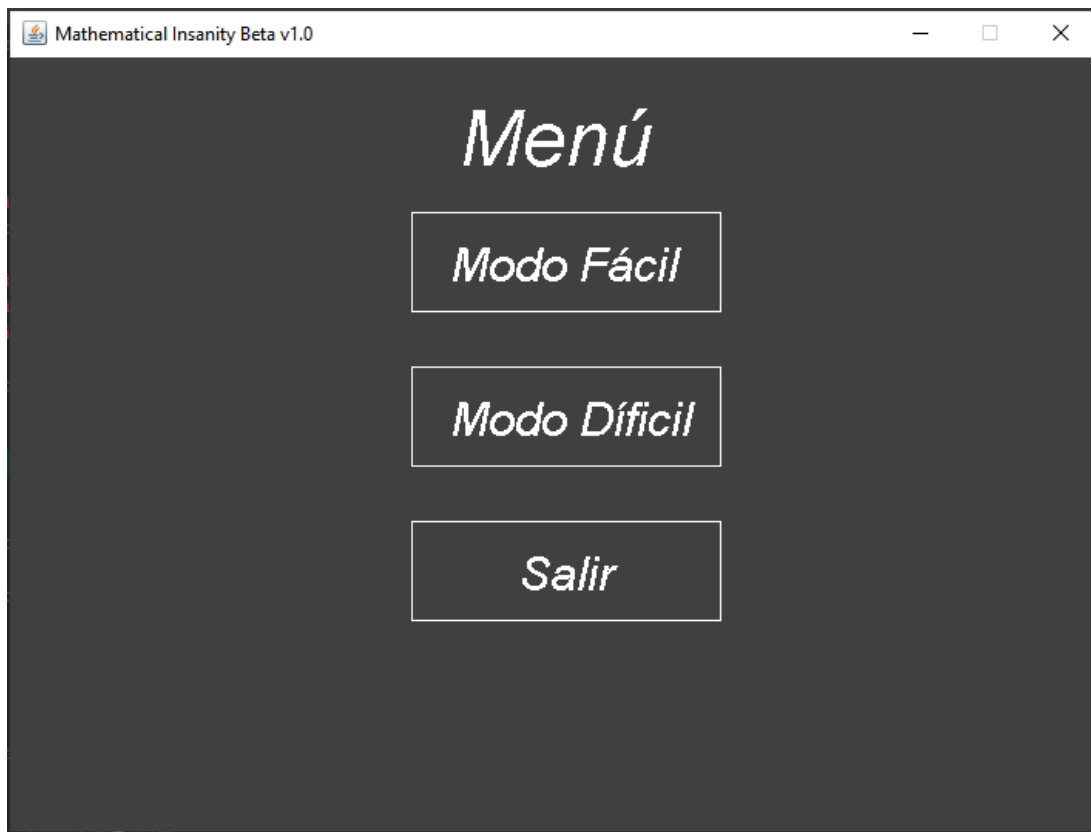 Mathematical Insanity Beta v1.0
Menú
Modo Fácil
Modo Díficil
Salir